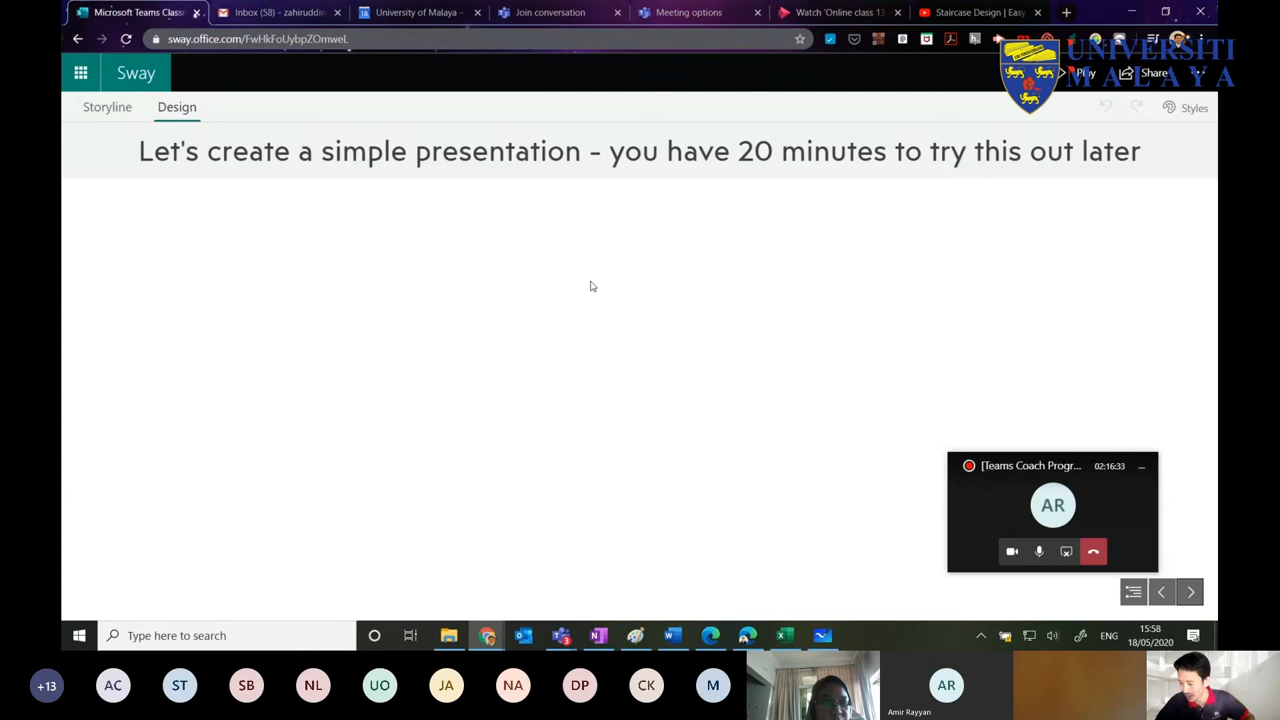 Microsoft Teams Class
Inbox (58) - zahiruddin
University of Malaya –
Join conversation
Meeting options
Watch 'Online class 13
Staircase Design | Easy
sway.office.com/FwHkFoUybpZOmweL
UNIVERSITI
MALAYA
Sway
Play
Share
Storyline
Design
Styles
Let's create a simple presentation - you have 20 minutes to try this out later
[Teams Coach Progr...
02:16:33
AR
Type here to search
ENG
15:58
18/05/2020
+13
AC
ST
SB
NL
UO
JA
NA
DP
CK
M
AR
Amir Rayyan